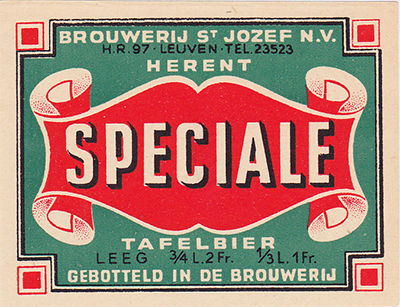 BROUWERIJ ST JOZEF N.V.
H.R. 97 · LEUVEN · TEL. 23523
HERENT
SPECIALE
TAFELBIER
LEEG ¾ L. 2 Fr. ⅓ L. 1 Fr.
GEBOTTELD IN DE BROUWERIJ